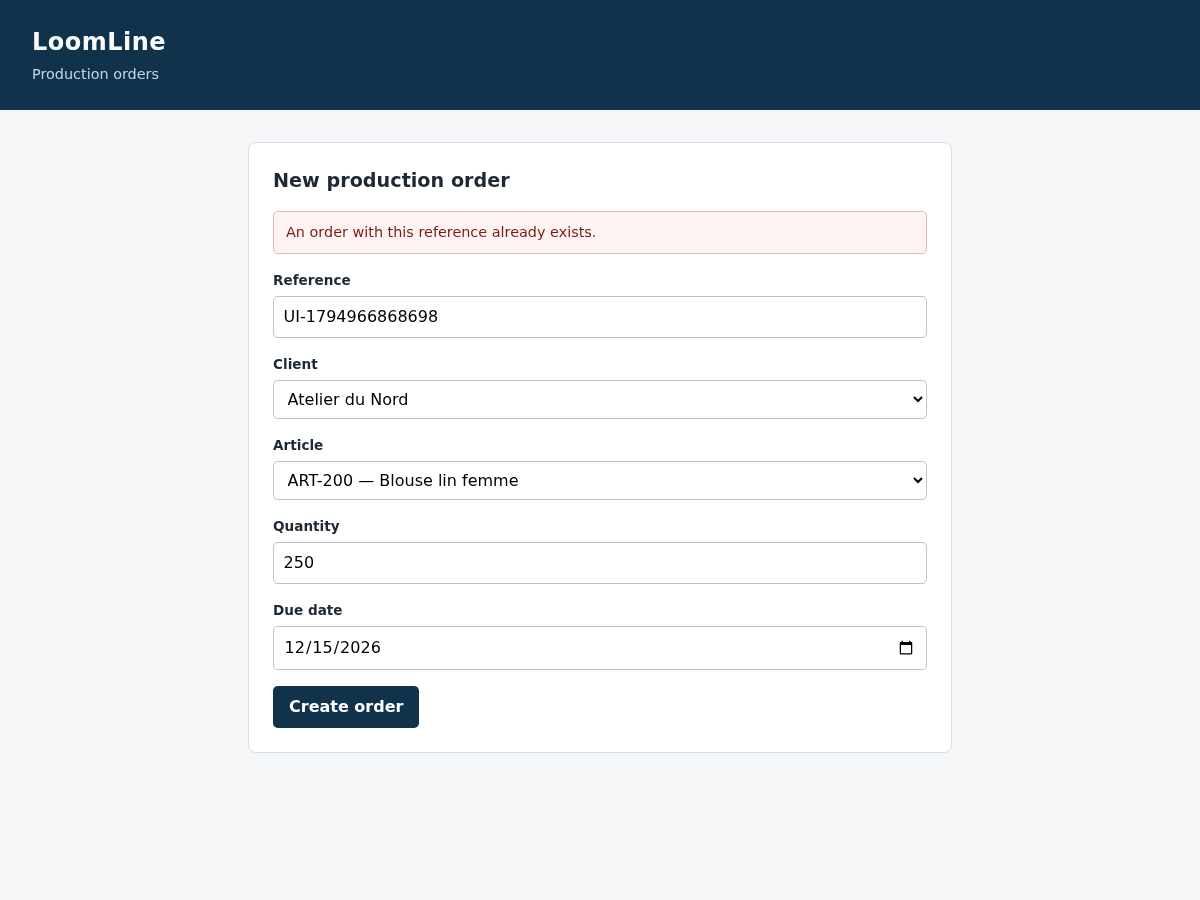 LoomLine
Production orders
New production order
An order with this reference already exists.
Reference
UI-1794966868698
Client
Atelier du Nord
Article
ART-200 — Blouse lin femme
Quantity
250
Due date
12/15/2026
Create order